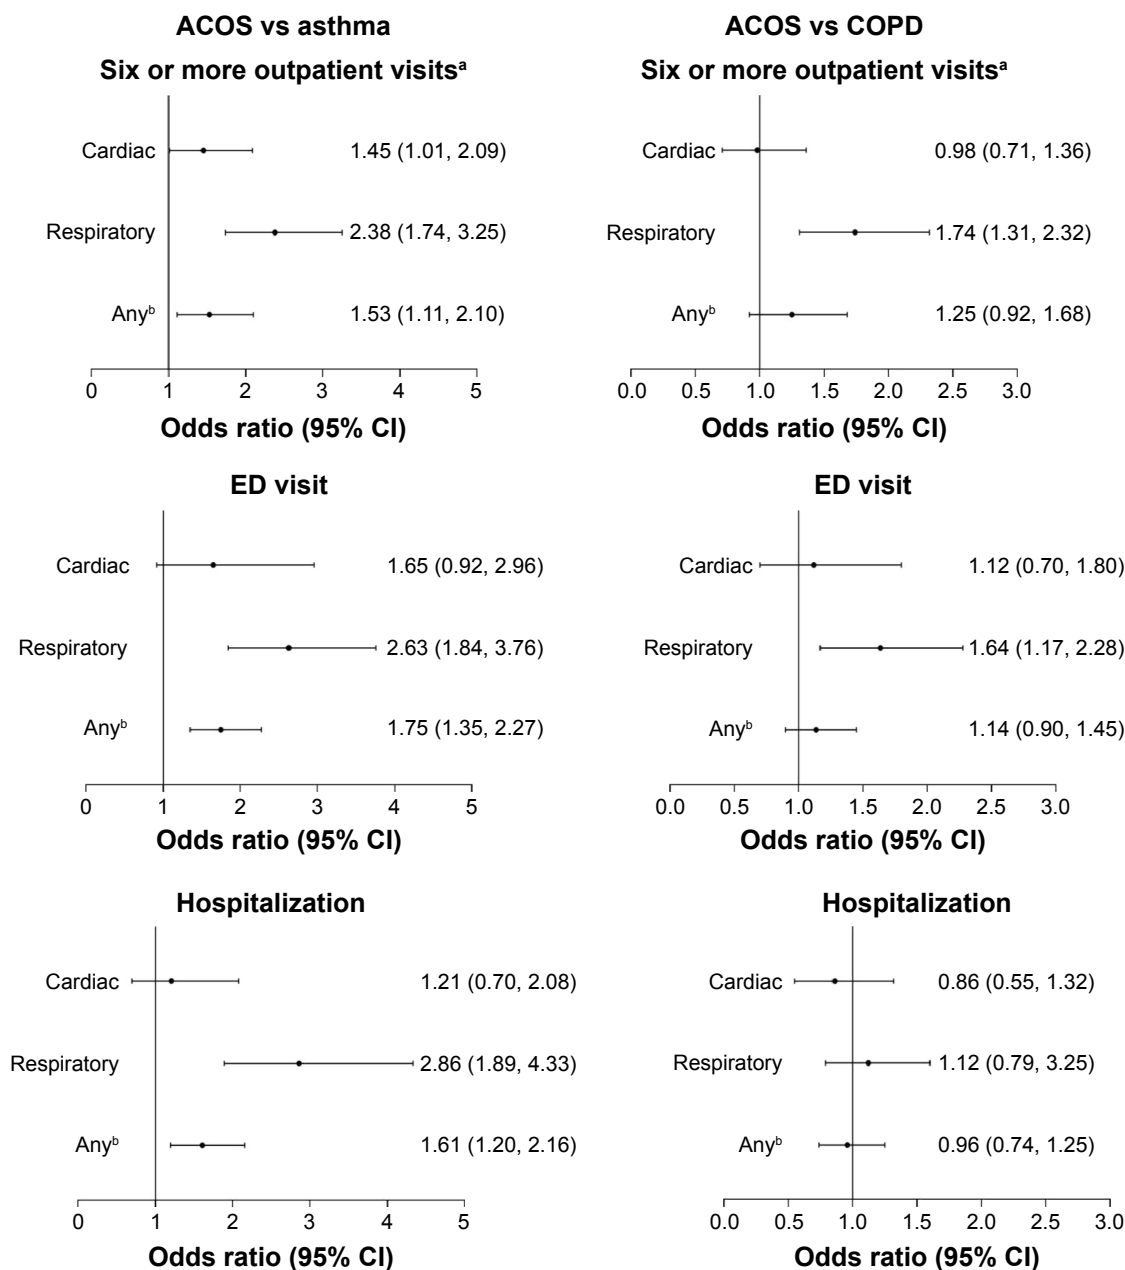 ACOS vs asthma
Six or more outpatient visitsᵃ
Cardiac 1.45 (1.01, 2.09)
Respiratory 2.38 (1.74, 3.25)
Anyᵇ 1.53 (1.11, 2.10)
0 1 2 3 4 5
Odds ratio (95% CI)
ACOS vs COPD
Six or more outpatient visitsᵃ
Cardiac 0.98 (0.71, 1.36)
Respiratory 1.74 (1.31, 2.32)
Anyᵇ 1.25 (0.92, 1.68)
0.0 0.5 1.0 1.5 2.0 2.5 3.0
Odds ratio (95% CI)
ED visit
Cardiac 1.65 (0.92, 2.96)
Respiratory 2.63 (1.84, 3.76)
Anyᵇ 1.75 (1.35, 2.27)
0 1 2 3 4 5
Odds ratio (95% CI)
ED visit
Cardiac 1.12 (0.70, 1.80)
Respiratory 1.64 (1.17, 2.28)
Anyᵇ 1.14 (0.90, 1.45)
0.0 0.5 1.0 1.5 2.0 2.5 3.0
Odds ratio (95% CI)
Hospitalization
Cardiac 1.21 (0.70, 2.08)
Respiratory 2.86 (1.89, 4.33)
Anyᵇ 1.61 (1.20, 2.16)
0 1 2 3 4 5
Odds ratio (95% CI)
Hospitalization
Cardiac 0.86 (0.55, 1.32)
Respiratory 1.12 (0.79, 3.25)
Anyᵇ 0.96 (0.74, 1.25)
0.0 0.5 1.0 1.5 2.0 2.5 3.0
Odds ratio (95% CI)